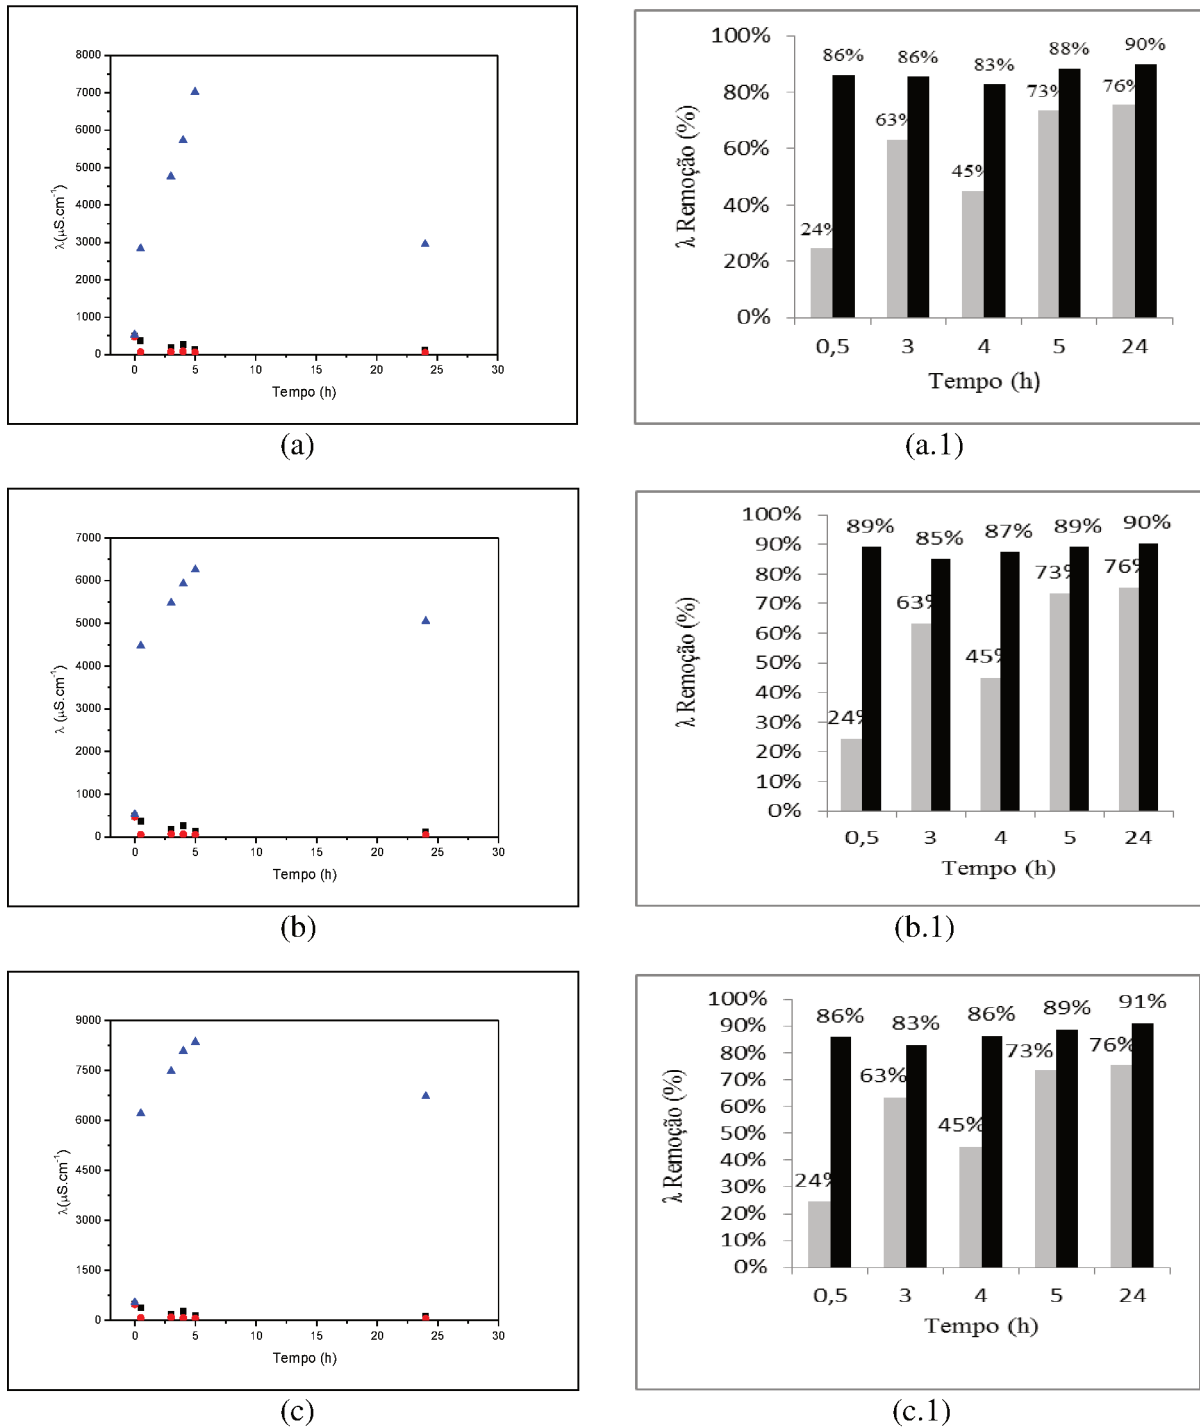 8000
7000
6000
5000
4000
3000
2000
1000
0
λ (µS.cm⁻¹)
0 5 10 15 20 25 30
Tempo (h)
(a)
100%
80%
60%
40%
20%
0%
λ Remoção (%)
86% 86% 83% 88% 90%
24% 63% 45% 73% 76%
0,5 3 4 5 24
Tempo (h)
(a.1)
7000
6000
5000
4000
3000
2000
1000
0
λ (µS.cm⁻¹)
0 5 10 15 20 25 30
Tempo (h)
(b)
100%
90%
80%
70%
60%
50%
40%
30%
20%
10%
0%
λ Remoção (%)
89% 85% 87% 89% 90%
24% 63% 45% 73% 76%
0,5 3 4 5 24
Tempo (h)
(b.1)
9000
7500
6000
4500
3000
1500
0
λ (µS.cm⁻¹)
0 5 10 15 20 25 30
Tempo (h)
(c)
100%
90%
80%
70%
60%
50%
40%
30%
20%
10%
0%
λ Remoção (%)
86% 83% 86% 89% 91%
24% 63% 45% 73% 76%
0,5 3 4 5 24
Tempo (h)
(c.1)